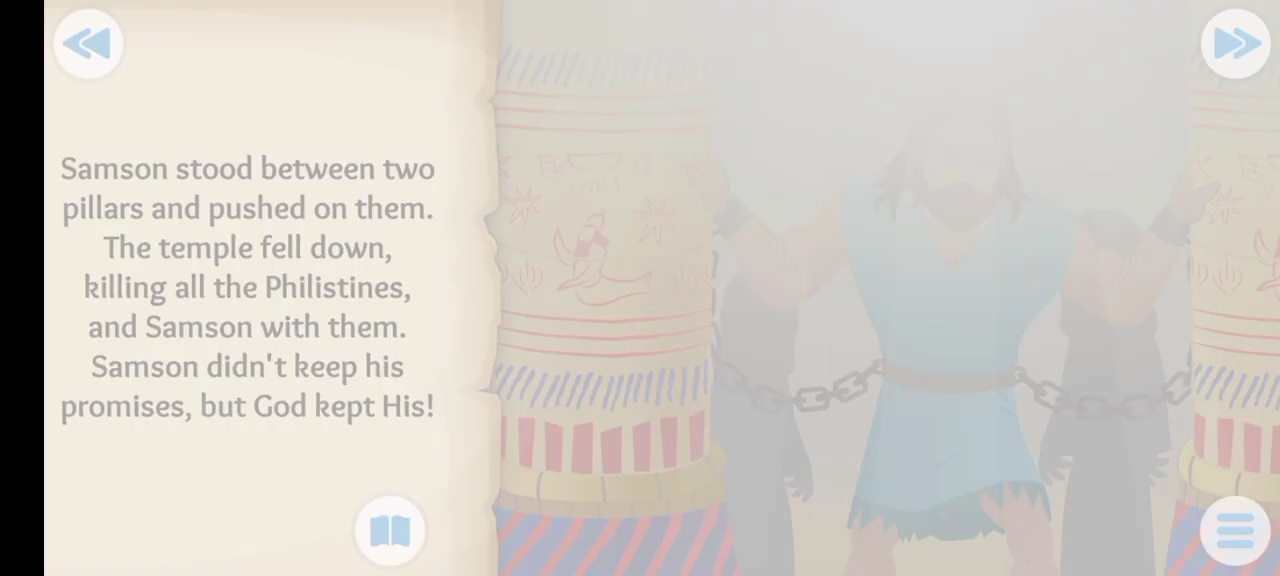 Samson stood between two
pillars and pushed on them.
The temple fell down,
killing all the Philistines,
and Samson with them.
Samson didn't keep his
promises, but God kept His!